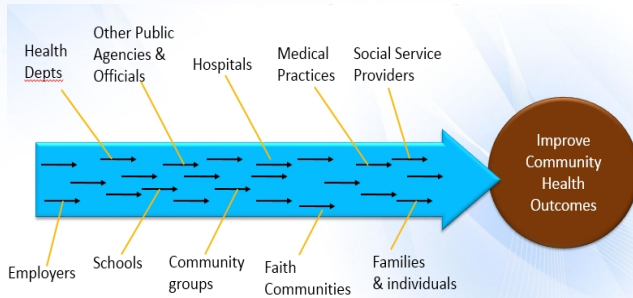 Health
Depts
Other Public
Agencies &
Officials
Hospitals
Medical
Practices
Social Service
Providers
Improve
Community
Health
Outcomes
Employers
Schools
Community
groups
Faith
Communities
Families
& individuals